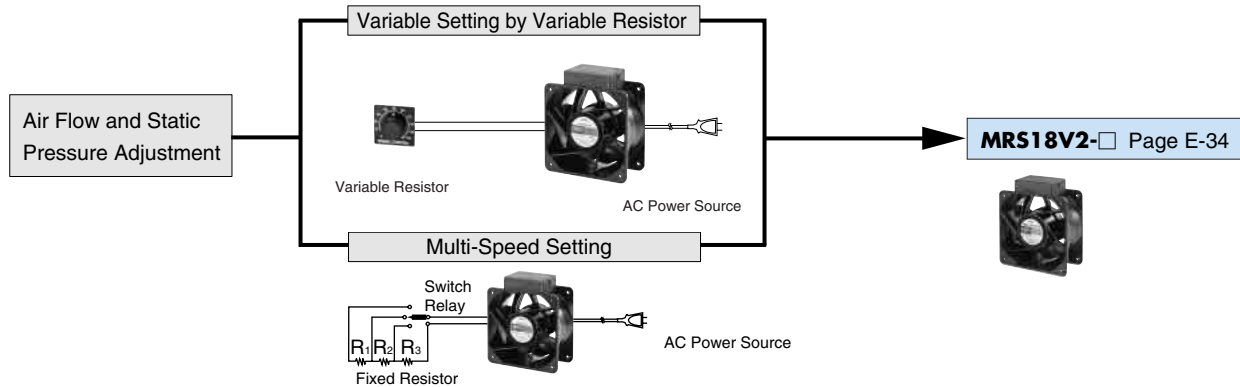 Variable Setting by Variable Resistor
Air Flow and Static
Pressure Adjustment
Variable Resistor
AC Power Source
MRS18V2-□ Page E-34
Multi-Speed Setting
Switch
Relay
R1 R2 R3
Fixed Resistor
AC Power Source